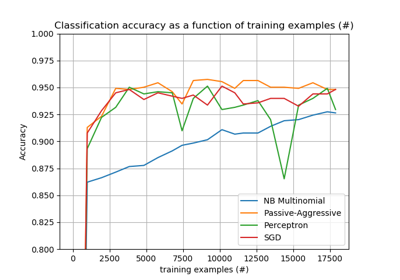 Classification accuracy as a function of training examples (#)
1.000
0.975
0.950
0.925
0.900
0.875
0.850
0.825
0.800
Accuracy
NB Multinomial
Passive-Aggressive
Perceptron
SGD
0 2500 5000 7500 10000 12500 15000 17500
training examples (#)